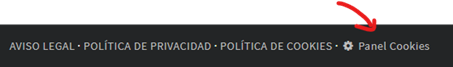 AVISO LEGAL · POLÍTICA DE PRIVACIDAD · POLÍTICA DE COOKIES · Panel Cookies